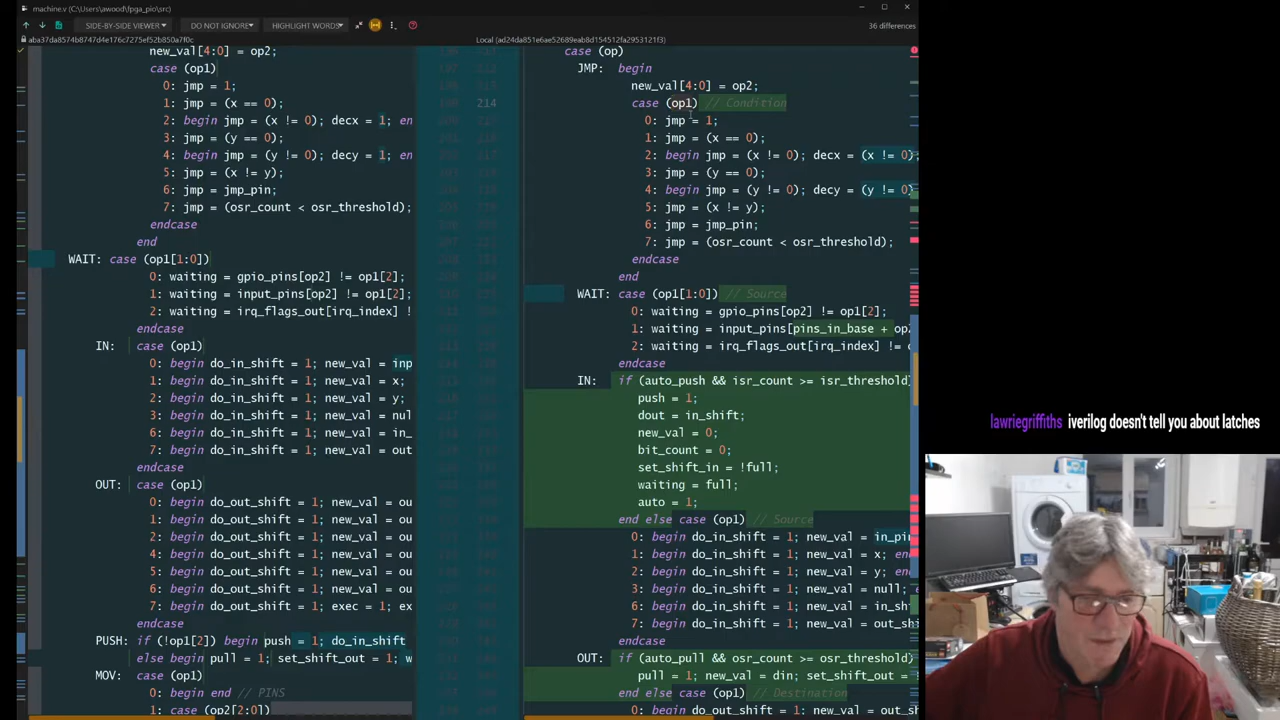 machine.v (C:\Users\awood\fpga_pic\src)
SIDE-BY-SIDE VIEWER
DO NOT IGNORE
HIGHLIGHT WORDS
36 differences
aba37da8574b8747d4e176c7275ef52b850a7f0c
Local (ad24da851e6ae52689eab8d154512fa2953121f3)
new_val[4:0] = op2;
case (op1)
0: jmp = 1;
1: jmp = (x == 0);
2: begin jmp = (x != 0); decx = 1; en
3: jmp = (y == 0);
4: begin jmp = (y != 0); decy = 1; en
5: jmp = (x != y);
6: jmp = jmp_pin;
7: jmp = (osr_count < osr_threshold);
endcase
end
WAIT: case (op1[1:0])
0: waiting = gpio_pins[op2] != op1[2];
1: waiting = input_pins[op2] != op1[2];
2: waiting = irq_flags_out[irq_index] !
endcase
IN: case (op1)
0: begin do_in_shift = 1; new_val = inp
1: begin do_in_shift = 1; new_val = x;
2: begin do_in_shift = 1; new_val = y;
3: begin do_in_shift = 1; new_val = nul
6: begin do_in_shift = 1; new_val = in_
7: begin do_in_shift = 1; new_val = out
endcase
OUT: case (op1)
0: begin do_out_shift = 1; new_val = ou
1: begin do_out_shift = 1; new_val = ou
2: begin do_out_shift = 1; new_val = ou
4: begin do_out_shift = 1; new_val = ou
5: begin do_out_shift = 1; new_val = ou
6: begin do_out_shift = 1; new_val = ou
7: begin do_out_shift = 1; exec = 1; ex
PUSH: if (!op1[2]) begin push = 1; do_in_shift
else begin pull = 1; set_shift_out = 1; w
MOV: case (op1)
0: begin end // PINS
1: case (op2[2:0])
214
case (op)
JMP: begin
new_val[4:0] = op2;
case (op1) // Condition
0: jmp = 1;
1: jmp = (x == 0);
2: begin jmp = (x != 0); decx = (x != 0);
3: jmp = (y == 0);
4: begin jmp = (y != 0); decy = (y != 0)
5: jmp = (x != y);
6: jmp = jmp_pin;
7: jmp = (osr_count < osr_threshold);
endcase
end
WAIT: case (op1[1:0]) // Source
0: waiting = gpio_pins[op2] != op1[2];
1: waiting = input_pins[pins_in_base + op2
2: waiting = irq_flags_out[irq_index] != o
endcase
IN: if (auto_push && isr_count >= isr_threshold)
push = 1;
dout = in_shift;
new_val = 0;
bit_count = 0;
set_shift_in = !full;
waiting = full;
auto = 1;
end else case (op1) // Source
0: begin do_in_shift = 1; new_val = in_pin
1: begin do_in_shift = 1; new_val = x; end
2: begin do_in_shift = 1; new_val = y; end
3: begin do_in_shift = 1; new_val = nul; e
6: begin do_in_shift = 1; new_val = in_shi
7: begin do_in_shift = 1; new_val = out_sh
endcase
OUT: if (auto_pull && osr_count >= osr_threshold)
pull = 1; new_val = din; set_shift_out =
end else case (op1) // Destination
0: begin do_out_shift = 1; new_val = out_s
lawriegriffiths iverilog doesn't tell you about latches